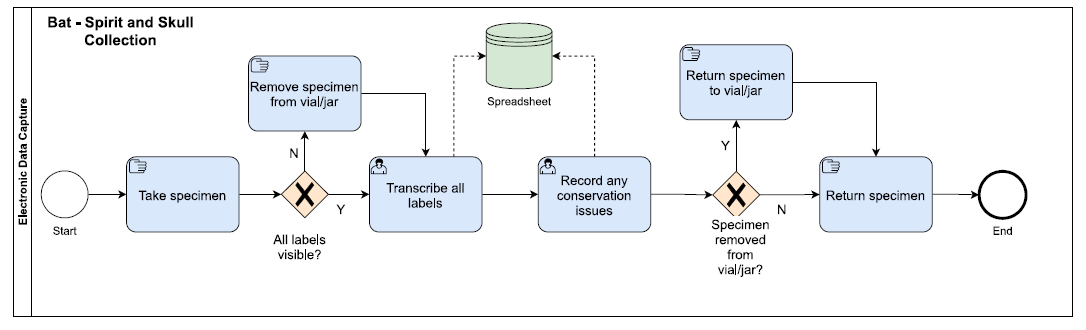 Bat - Spirit and Skull
Collection
Electronic Data Capture
Start
Take specimen
Remove specimen
from vial/jar
N
All labels
visible?
Y
Transcribe all
labels
Spreadsheet
Record any
conservation
issues
Return specimen
to vial/jar
Y
Specimen
removed
from
vial/jar?
N
Return specimen
End